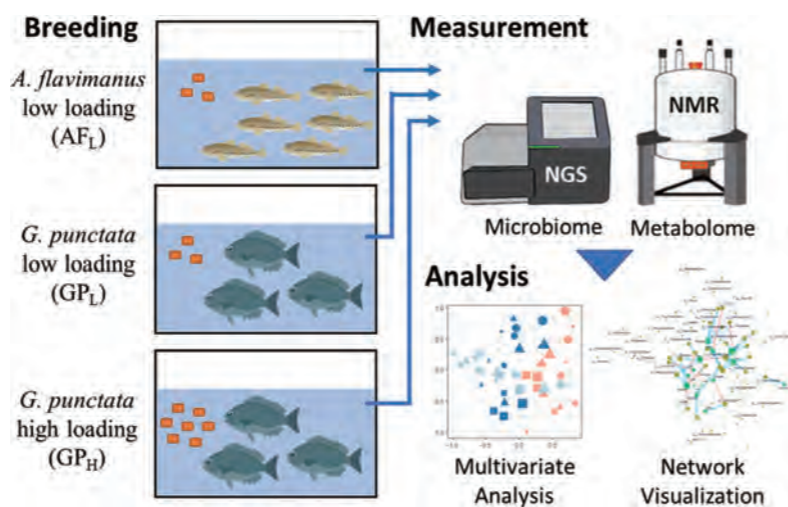 Breeding
A. flavimanus
low loading
(AFL)
G. punctata
low loading
(GPL)
G. punctata
high loading
(GPH)
Measurement
NGS
NMR
Microbiome
Metabolome
Analysis
Multivariate
Analysis
Network
Visualization